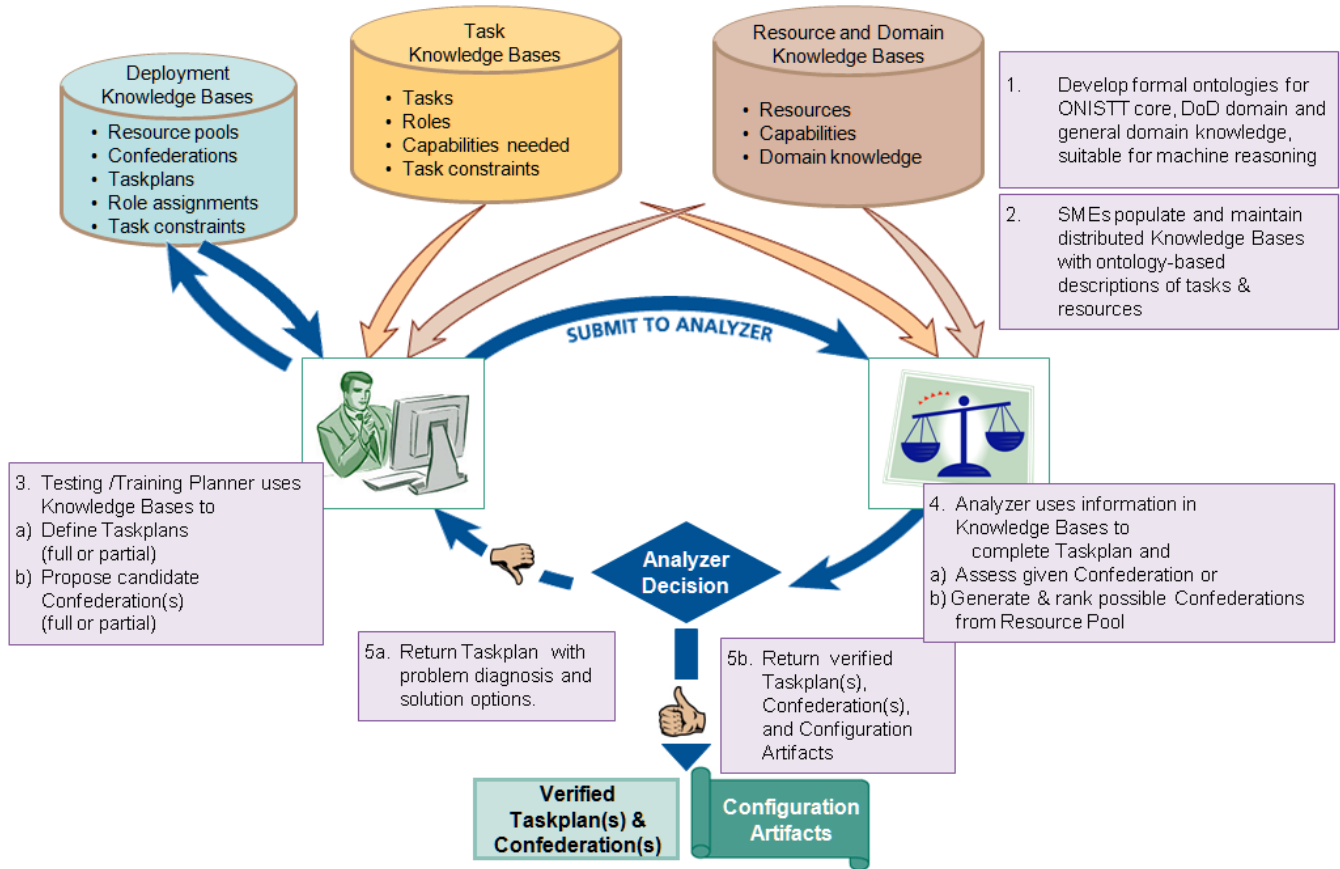 Deployment
Knowledge Bases
• Resource pools
• Confederations
• Taskplans
• Role assignments
• Task constraints
Task
Knowledge Bases
• Tasks
• Roles
• Capabilities needed
• Task constraints
Resource and Domain
Knowledge Bases
• Resources
• Capabilities
• Domain knowledge
1. Develop formal ontologies for
ONISTT core, DoD domain and
general domain knowledge,
suitable for machine reasoning
2. SMEs populate and maintain
distributed Knowledge Bases
with ontology-based
descriptions of tasks &
resources
SUBMIT TO ANALYZER
3. Testing /Training Planner uses
Knowledge Bases to
a) Define Taskplans
(full or partial)
b) Propose candidate
Confederation(s)
(full or partial)
4. Analyzer uses information in
Knowledge Bases to
complete Taskplan and
a) Assess given Confederation or
b) Generate & rank possible Confederations
from Resource Pool
Analyzer
Decision
5a. Return Taskplan with
problem diagnosis and
solution options.
5b. Return verified
Taskplan(s),
Confederation(s),
and Configuration
Artifacts
Verified
Taskplan(s) &
Confederation(s)
Configuration
Artifacts